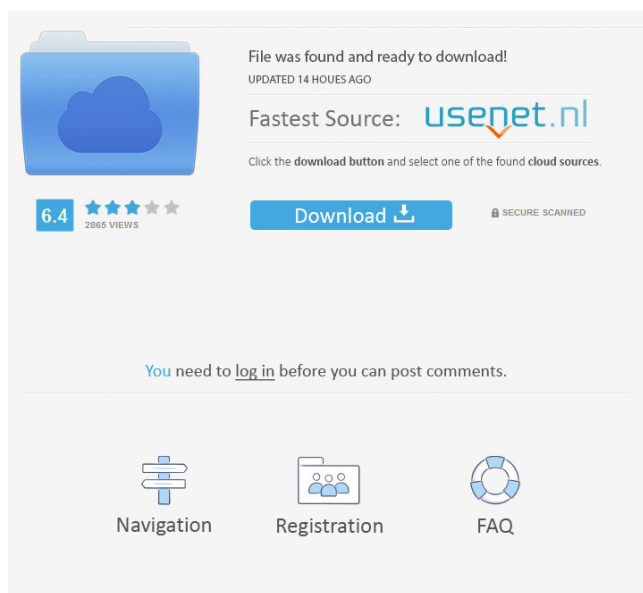 File was found and ready to download!
UPDATED 14 HOUES AGO
Fastest Source: usenet.nl
Click the download button and select one of the found cloud sources.
6.4
2865 VIEWS
Download
SECURE SCANNED
You need to log in before you can post comments.
Navigation
Registration
FAQ